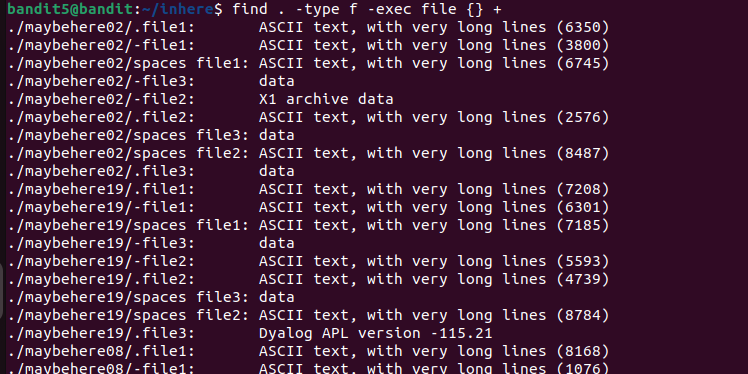 bandit5@bandit:~/inhere$ find . -type f -exec file {} +
./maybehere02/.file1:       ASCII text, with very long lines (6350)
./maybehere02/-file1:       ASCII text, with very long lines (3800)
./maybehere02/spaces file1: ASCII text, with very long lines (6745)
./maybehere02/-file3:       data
./maybehere02/-file2:       X1 archive data
./maybehere02/.file2:       ASCII text, with very long lines (2576)
./maybehere02/spaces file3: data
./maybehere02/spaces file2: ASCII text, with very long lines (8487)
./maybehere02/.file3:       data
./maybehere19/.file1:       ASCII text, with very long lines (7208)
./maybehere19/-file1:       ASCII text, with very long lines (6301)
./maybehere19/spaces file1: ASCII text, with very long lines (7185)
./maybehere19/-file3:       data
./maybehere19/-file2:       ASCII text, with very long lines (5593)
./maybehere19/.file2:       ASCII text, with very long lines (4739)
./maybehere19/spaces file3: data
./maybehere19/spaces file2: ASCII text, with very long lines (8784)
./maybehere19/.file3:       Dyalog APL version -115.21
./maybehere08/.file1:       ASCII text, with very long lines (8168)
./maybehere08/-file1:       ASCII text, with very long lines (1076)